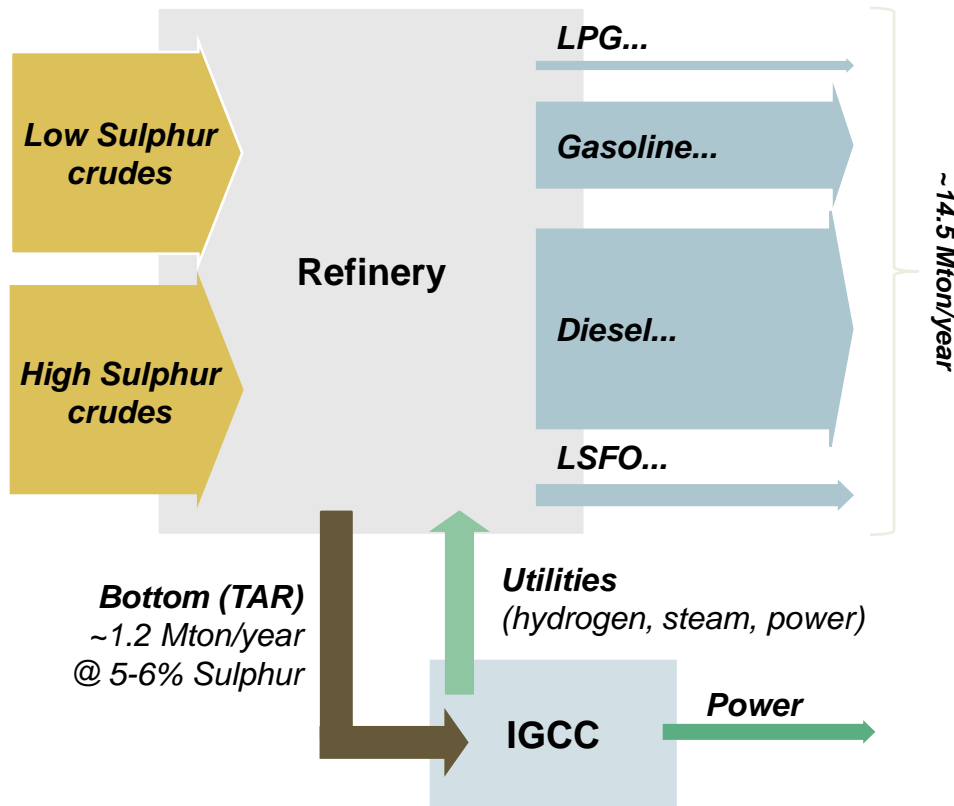 LPG...
Low Sulphur
crudes
Gasoline...
Refinery
Diesel...
~14.5 Mton/year
High Sulphur
crudes
LSFO...
Bottom (TAR)
~1.2 Mton/year
@ 5-6% Sulphur
Utilities
(hydrogen, steam, power)
IGCC
Power